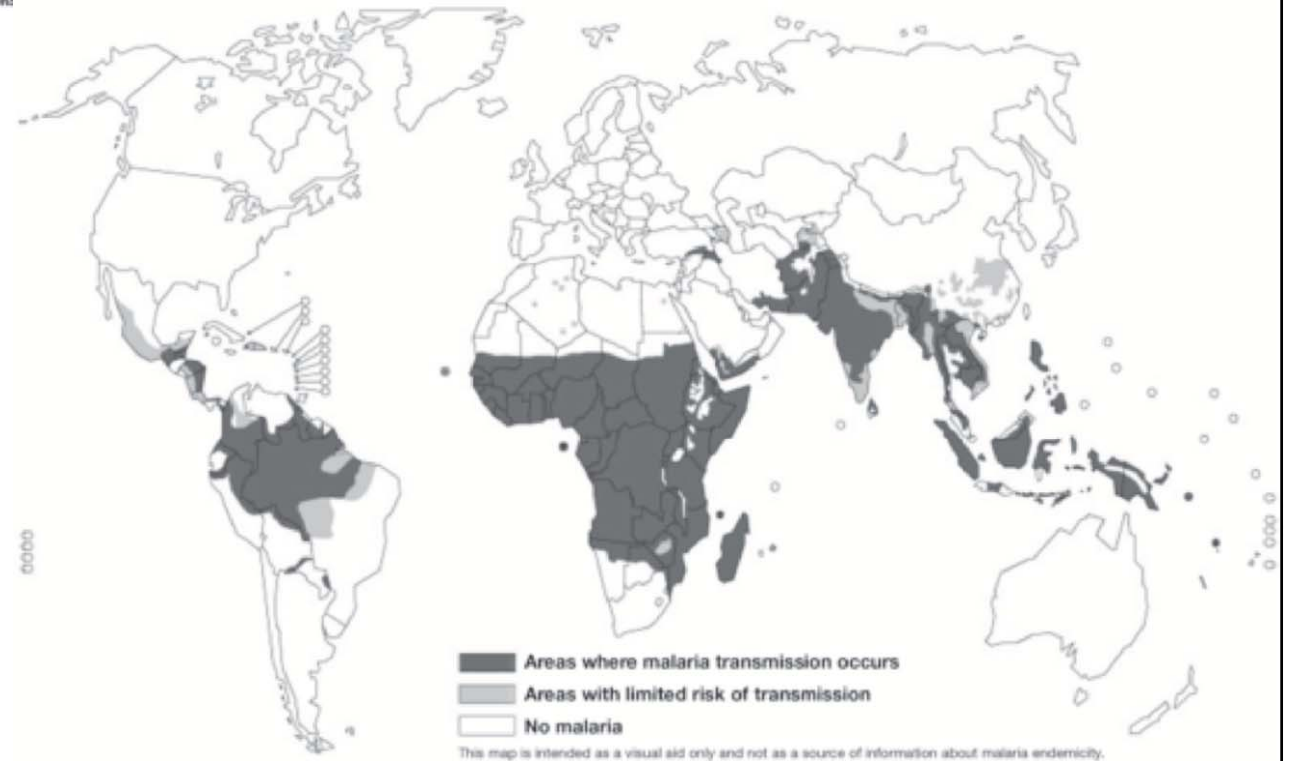 Areas where malaria transmission occurs
Areas with limited risk of transmission
No malaria
This map is intended as a visual aid only and not as a source of information about malaria endemicity.